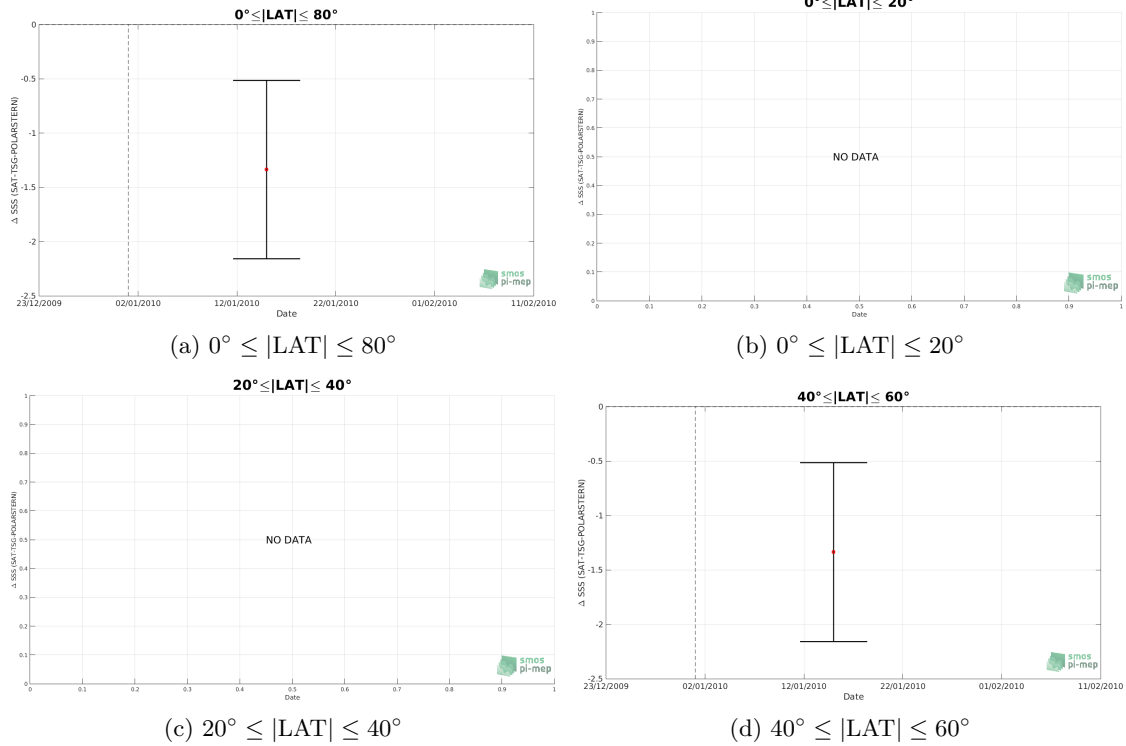 0°≤|LAT|≤ 80°
0
-0.5
-1
-1.5
-2
-2.5
Δ SSS (SAT-TSG-POLARSTERN)
23/12/2009 02/01/2010 12/01/2010 22/01/2010 01/02/2010 11/02/2010
Date
smos
pi-mep
(a) 0° ≤ |LAT| ≤ 80°
0°≤|LAT|≤ 20°
1
0.9
0.8
0.7
0.6
0.5
0.4
0.3
0.2
0.1
0
Δ SSS (SAT-TSG-POLARSTERN)
NO DATA
0 0.1 0.2 0.3 0.4 0.5 0.6 0.7 0.8 0.9 1
Date
smos
pi-mep
(b) 0° ≤ |LAT| ≤ 20°
20°≤|LAT|≤ 40°
1
0.9
0.8
0.7
0.6
0.5
0.4
0.3
0.2
0.1
0
Δ SSS (SAT-TSG-POLARSTERN)
NO DATA
0 0.1 0.2 0.3 0.4 0.5 0.6 0.7 0.8 0.9 1
Date
smos
pi-mep
(c) 20° ≤ |LAT| ≤ 40°
40°≤|LAT|≤ 60°
0
-0.5
-1
-1.5
-2
-2.5
Δ SSS (SAT-TSG-POLARSTERN)
23/12/2009 02/01/2010 12/01/2010 22/01/2010 01/02/2010 11/02/2010
Date
smos
pi-mep
(d) 40° ≤ |LAT| ≤ 60°